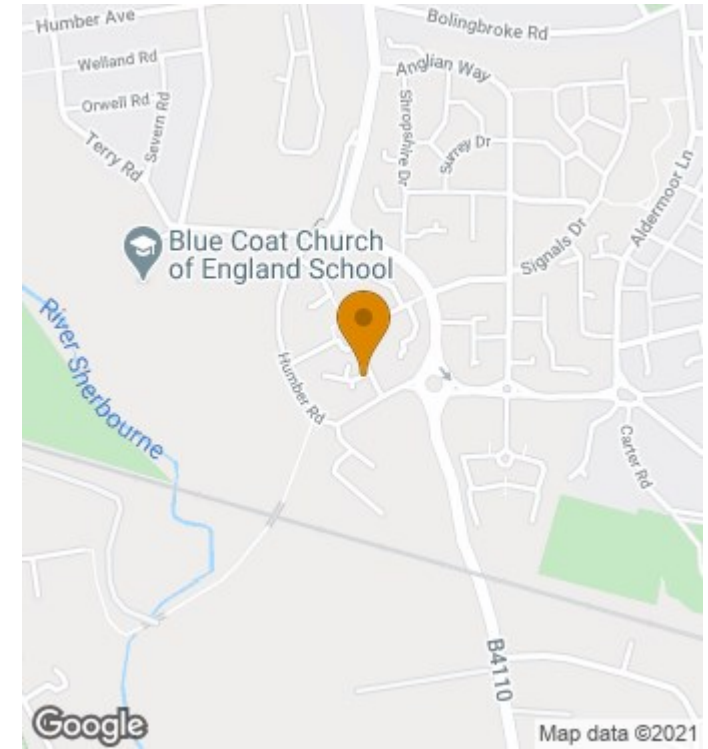 Humber Ave
Bolingbroke Rd
Welland Rd
Anglian Way
Orwell Rd
Severn Rd
Shropshire Dr
Surrey Dr
Terry Rd
Aldermoor Ln
Blue Coat Church
of England School
Signals Dr
River Sherbourne
Humber Rd
Carter Rd
B4110
Google
Map data ©2021